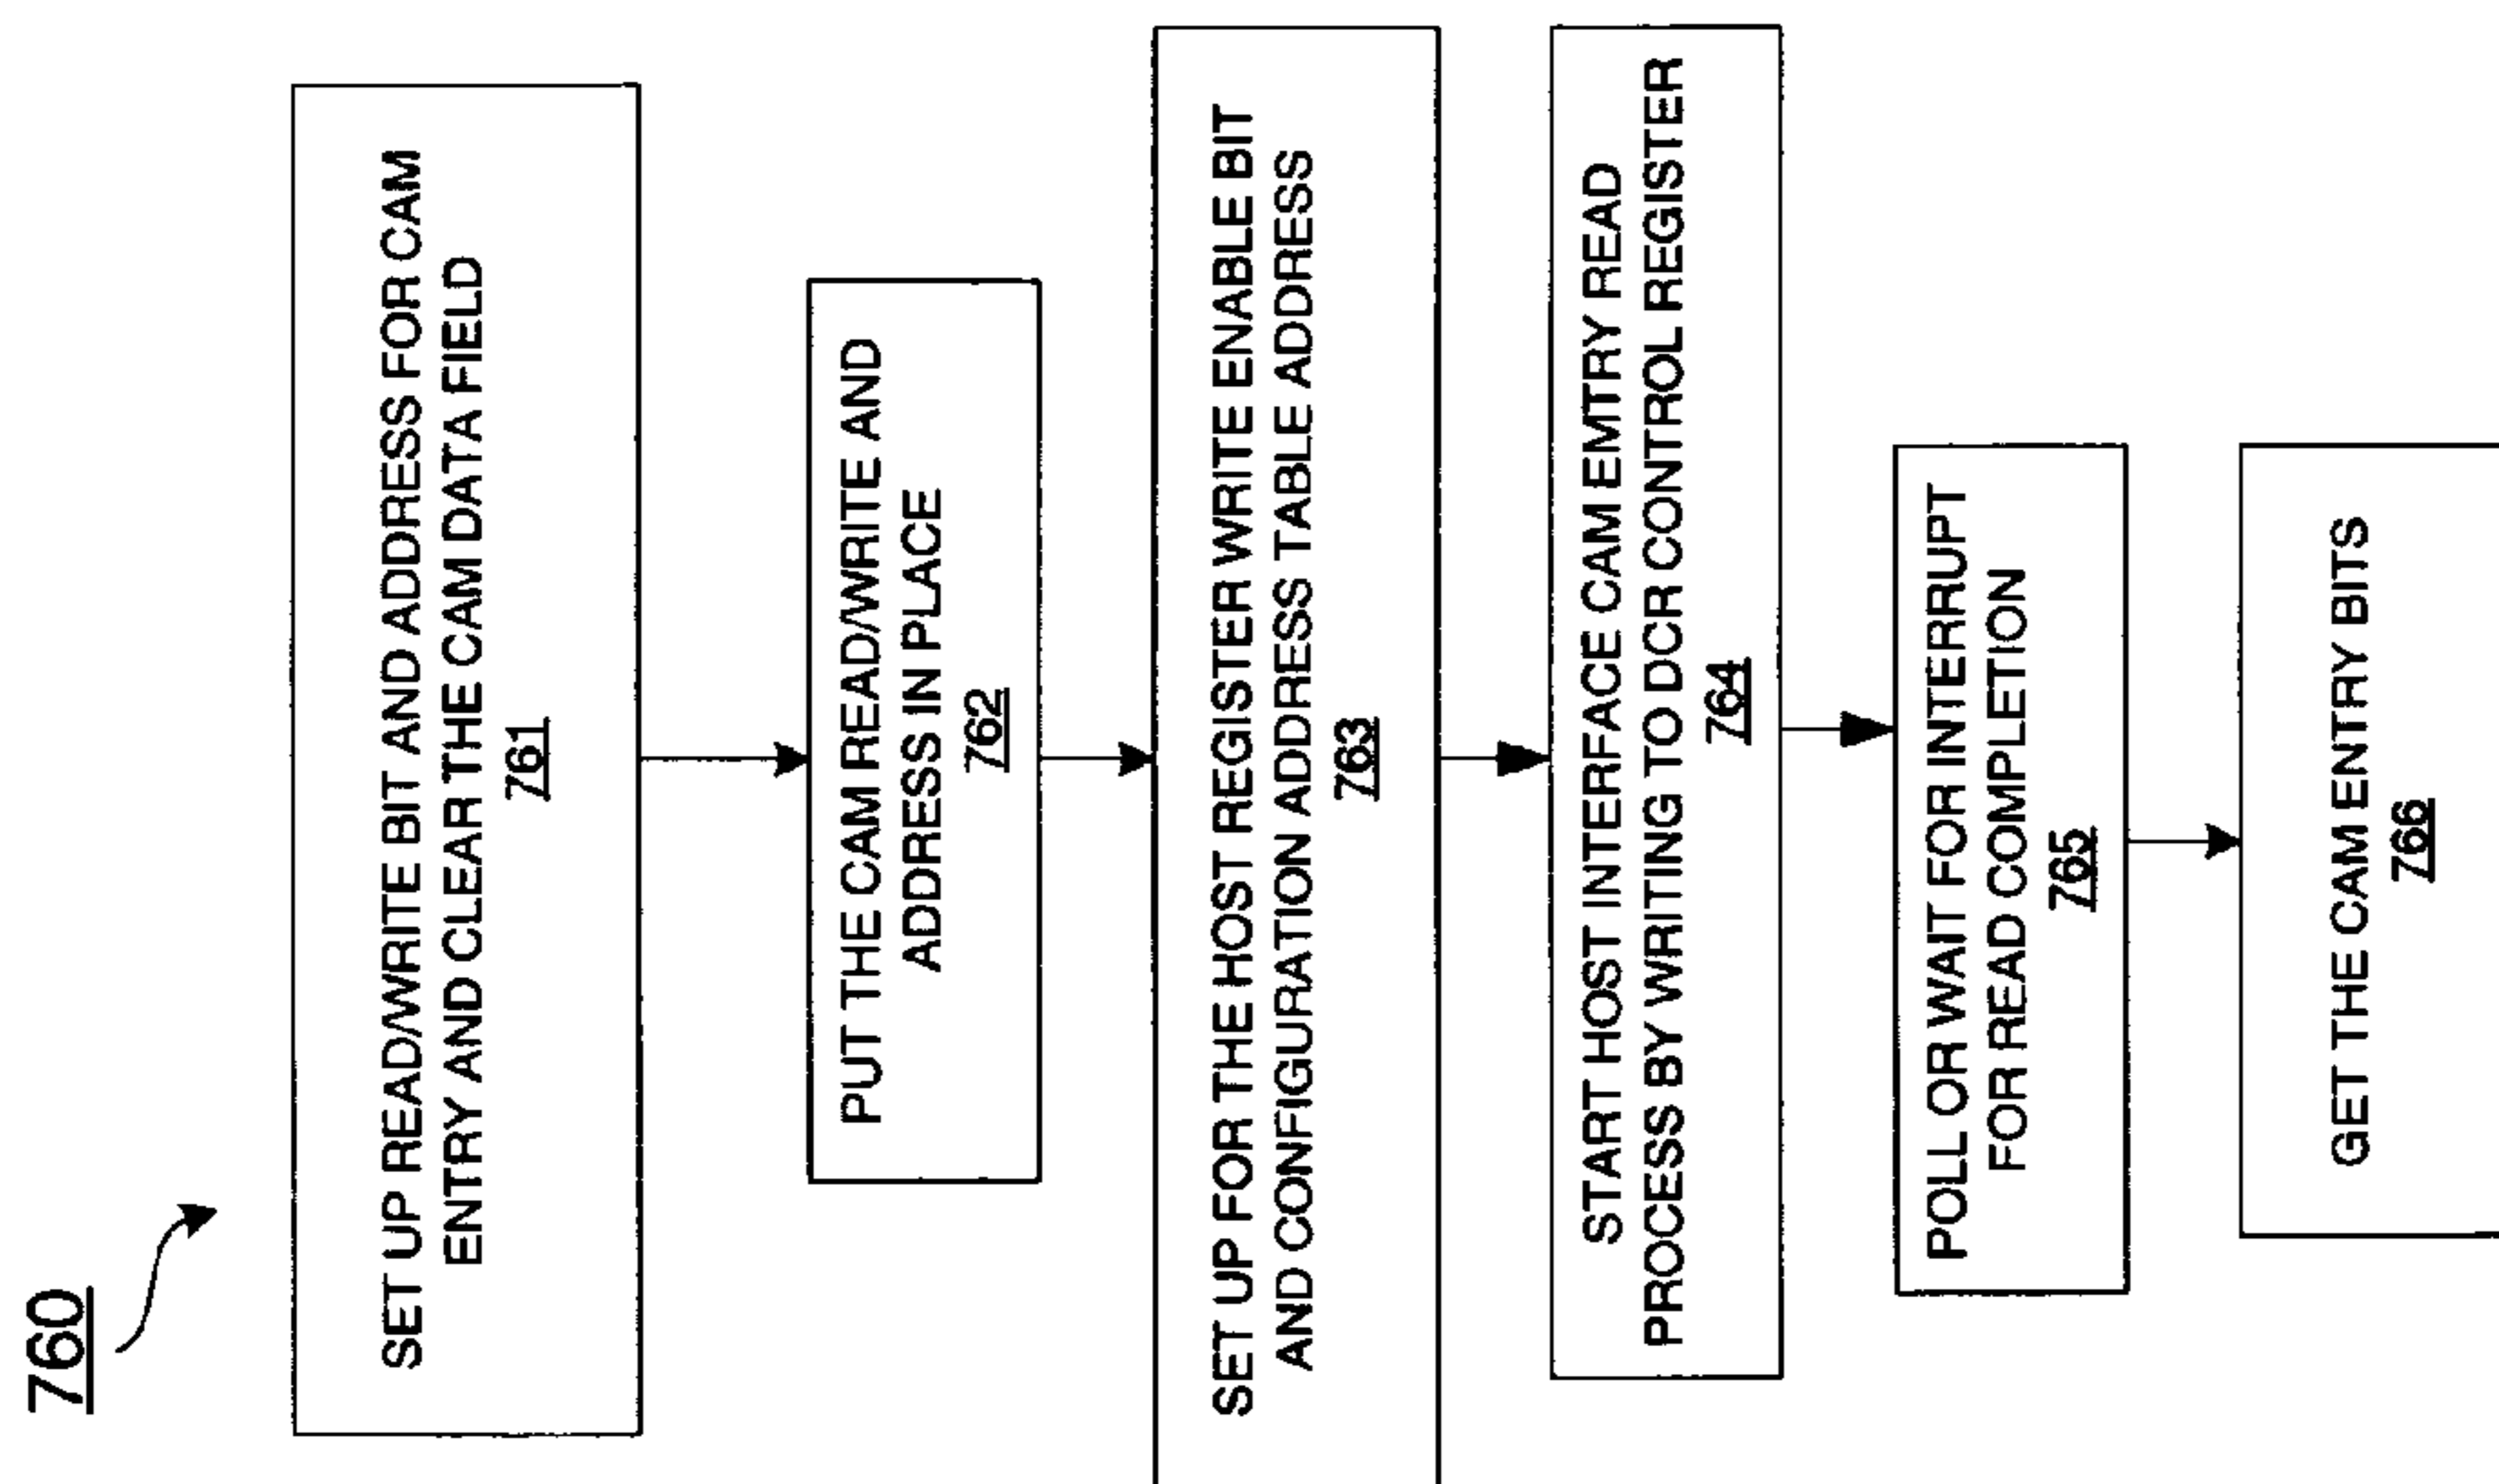 760
SET UP READ/WRITE BIT AND ADDRESS FOR CAM
ENTRY AND CLEAR THE CAM DATA FIELD
761
PUT THE CAM READ/WRITE AND
ADDRESS IN PLACE
762
SET UP FOR THE HOST REGISTER WRITE ENABLE BIT
AND CONFIGURATION ADDRESS TABLE ADDRESS
763
START HOST INTERFACE CAM EMTRY READ
PROCESS BY WRITING TO DCR CONTROL REGISTER
764
POLL OR WAIT FOR INTERRUPT
FOR READ COMPLETION
765
GET THE CAM ENTRY BITS
766